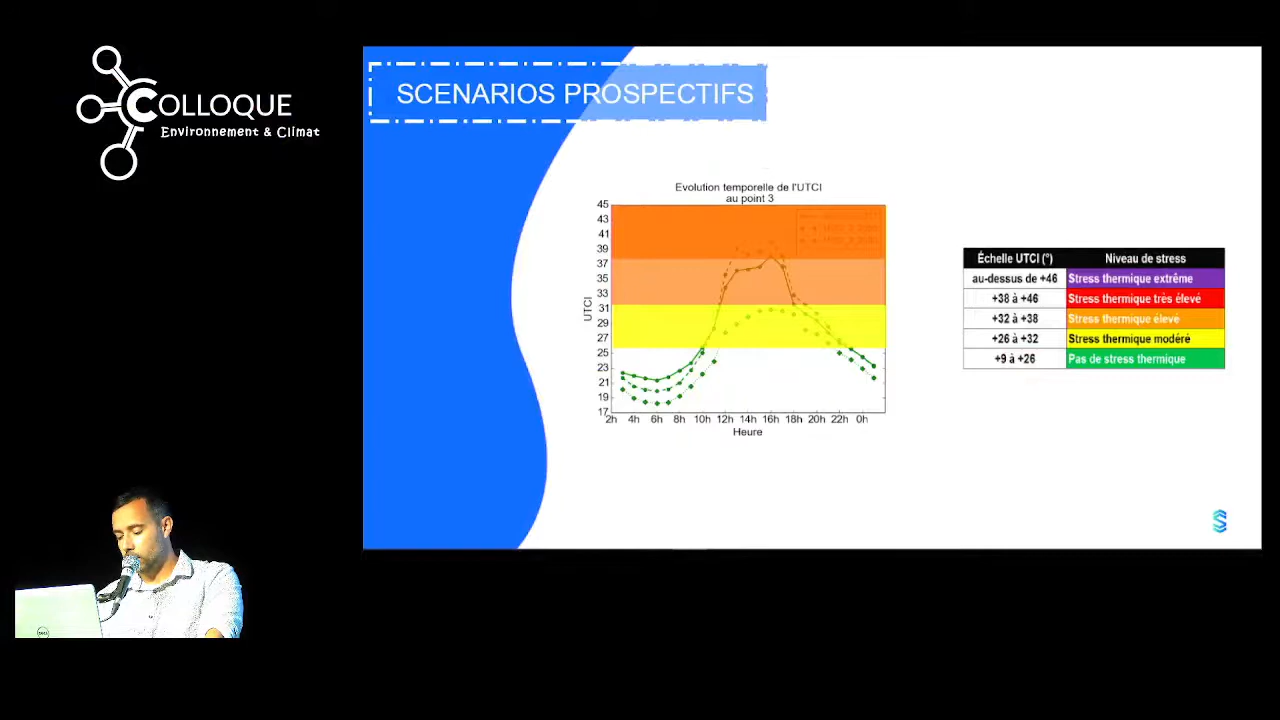 COLLOQUE
Environnement & Climat
SCENARIOS PROSPECTIFS
Evolution temporelle de l'UTCI
au point 3
45
43
41
39
37
35
33
31
29
27
25
23
21
19
17
UTCI
2h 4h 6h 8h 10h 12h 14h 16h 18h 20h 22h 0h
Heure
Échelle UTCI (°) Niveau de stress
au-dessus de +46 Stress thermique extrême
+38 à +46 Stress thermique très élevé
+32 à +38 Stress thermique élevé
+26 à +32 Stress thermique modéré
+9 à +26 Pas de stress thermique
DELL